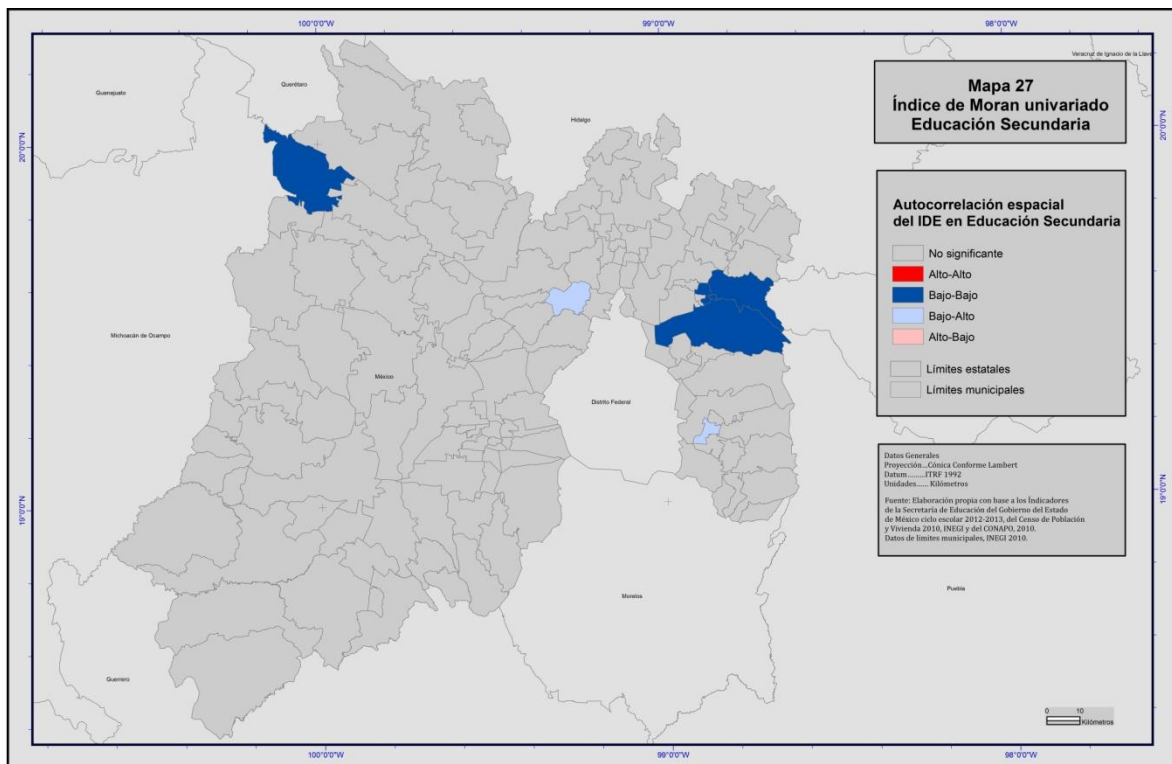 100°0'0"W
99°0'0"W
98°0'0"W
Veracruz de Ignacio de la Llave
Guanajuato
Querétaro
Hidalgo
20°0'0"N
20°0'0"N
Mapa 27
Índice de Moran univariado
Educación Secundaria
Autocorrelación espacial
del IDE en Educación Secundaria
No significante
Alto-Alto
Bajo-Bajo
Bajo-Alto
Alto-Bajo
Límites estatales
Límites municipales
Michoacán de Ocampo
México
Distrito Federal
Datos Generales
Proyección...Cónica Conforme Lambert
Datum.........ITRF 1992
Unidades...... Kilómetros
Fuente: Elaboración propia con base a los Índicadores
de la Secretaría de Educación del Gobierno del Estado
de México ciclo escolar 2012-2013, del Censo de Población
y Vivienda 2010, INEGI y del CONAPO, 2010.
Datos de límites municipales, INEGI 2010.
19°0'0"N
19°0'0"N
Morelos
Puebla
Guerrero
0 10
Kilómetros
100°0'0"W
99°0'0"W
98°0'0"W